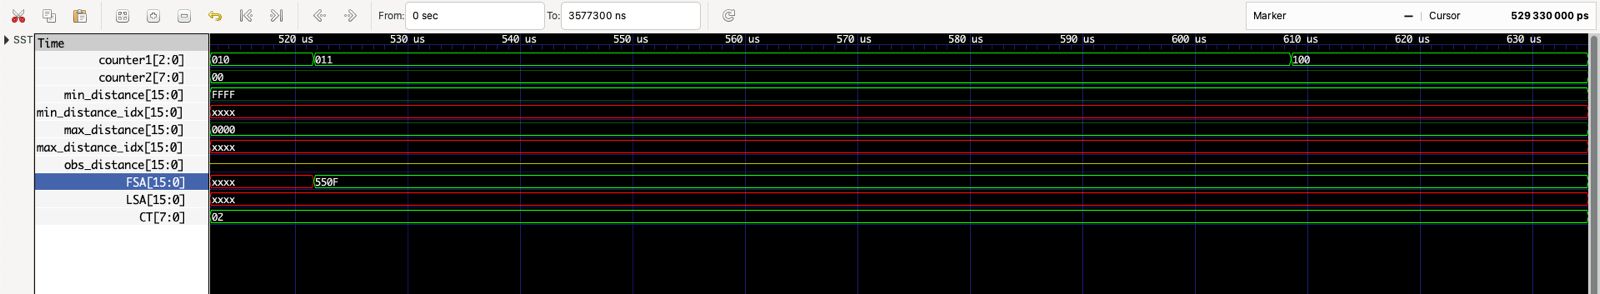 From: 0 sec To: 3577300 ns Marker — | Cursor 529 330 000 ps
SST
Time 520 us 530 us 540 us 550 us 560 us 570 us 580 us 590 us 600 us 610 us 620 us 630 us
counter1[2:0] 010 011 100
counter2[7:0] 00
min_distance[15:0] FFFF
min_distance_idx[15:0] xxxx
max_distance[15:0] 0000
max_distance_idx[15:0] xxxx
obs_distance[15:0]
FSA[15:0] xxxx 550F
LSA[15:0] xxxx
CT[7:0] 02